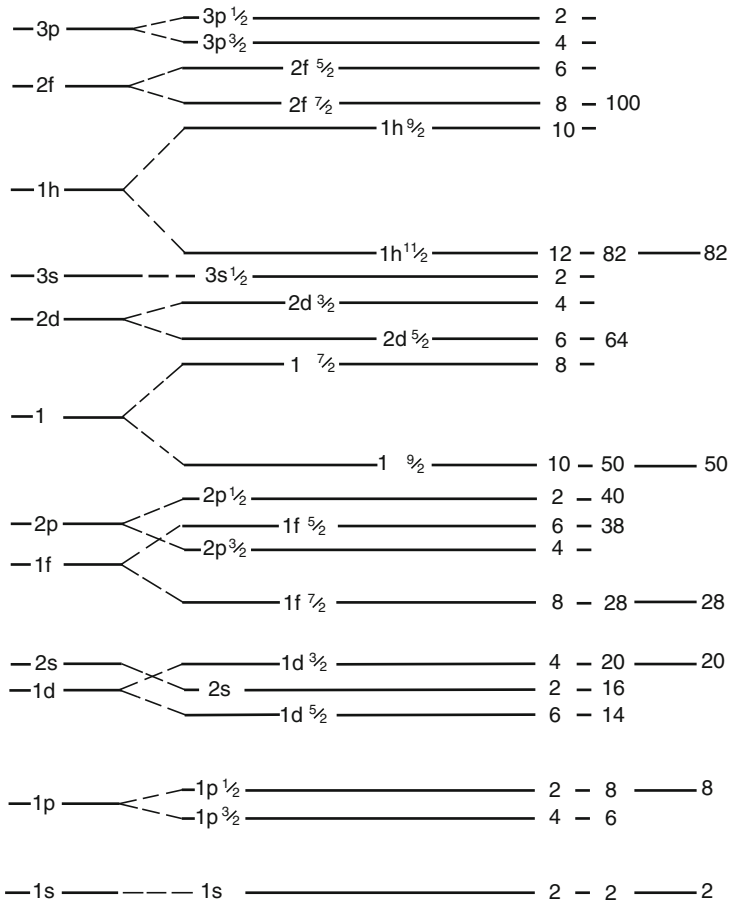 3p 3p 1/2 2
3p 3/2 4
2f 2f 5/2 6
2f 7/2 8 100
1h 9/2 10
1h
1h 11/2 12 82 82
3s 3s 1/2 2
2d 3/2 4
2d
2d 5/2 6 64
1 7/2 8
1
1 9/2 10 50 50
2p 1/2 2 40
2p 1f 5/2 6 38
2p 3/2 4
1f
1f 7/2 8 28 28
2s 1d 3/2 4 20 20
1d 2s 2 16
1d 5/2 6 14
1p 1/2 2 8 8
1p
1p 3/2 4 6
1s 1s 2 2 2